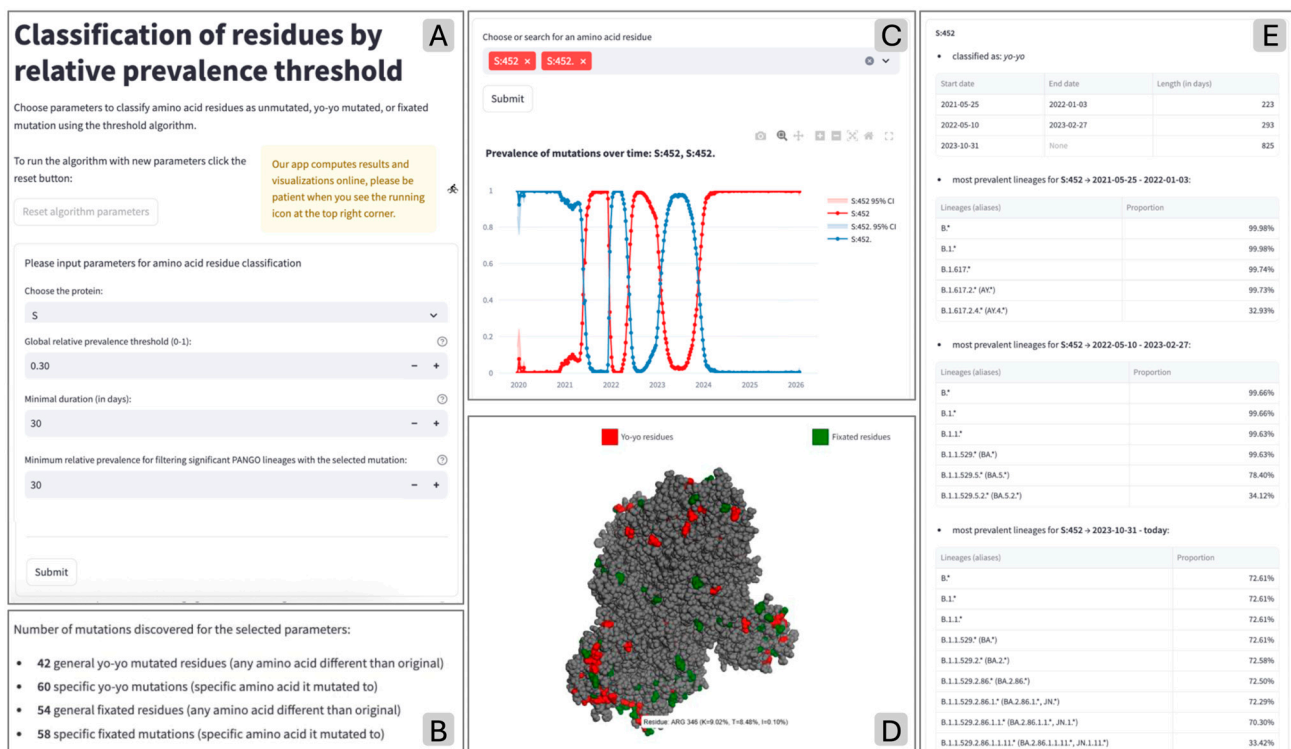 Classification of residues by
relative prevalence threshold
A
Choose parameters to classify amino acid residues as unmutated, yo-yo mutated, or fixated
mutation using the threshold algorithm.
To run the algorithm with new parameters click the
reset button:
Reset algorithm parameters
Our app computes results and
visualizations online, please be
patient when you see the running
icon at the top right corner.
Please input parameters for amino acid residue classification
Choose the protein:
S
Global relative prevalence threshold (0-1):
0.30
Minimal duration (in days):
30
Minimum relative prevalence for filtering significant PANGO lineages with the selected mutation:
30
Submit
Number of mutations discovered for the selected parameters:
• 42 general yo-yo mutated residues (any amino acid different than original)
• 60 specific yo-yo mutations (specific amino acid it mutated to)
• 54 general fixated residues (any amino acid different than original)
• 58 specific fixated mutations (specific amino acid it mutated to)
B
C
Choose or search for an amino acid residue
S:452 × S:452. ×
Submit
Prevalence of mutations over time: S:452, S:452.
1
0.8
0.6
0.4
0.2
0
2020 2021 2022 2023 2024 2025 2026
S:452 95% CI
S:452
S:452. 95% CI
S:452.
Yo-yo residues
Fixated residues
Residue: ARG 346 (K=9.02%, T=8.48%, I=0.10%)
D
E
S:452
• classified as: yo-yo
Start date End date Length (in days)
2021-05-25 2022-01-03 223
2022-05-10 2023-02-27 293
2023-10-31 None 825
• most prevalent lineages for S:452 → 2021-05-25 - 2022-01-03:
Lineages (aliases) Proportion
B.* 99.98%
B.1.* 99.98%
B.1.617.* 99.74%
B.1.617.2.* (AY.*) 99.73%
B.1.617.2.4.* (AY.4.*) 32.93%
• most prevalent lineages for S:452 → 2022-05-10 - 2023-02-27:
Lineages (aliases) Proportion
B.* 99.66%
B.1.* 99.66%
B.1.1.* 99.63%
B.1.1.529.* (BA.*) 99.63%
B.1.1.529.5.* (BA.5.*) 78.40%
B.1.1.529.5.2.* (BA.5.2.*) 34.12%
• most prevalent lineages for S:452 → 2023-10-31 - today:
Lineages (aliases) Proportion
B.* 72.61%
B.1.* 72.61%
B.1.1.* 72.61%
B.1.1.529.* (BA.*) 72.61%
B.1.1.529.2.* (BA.2.*) 72.58%
B.1.1.529.2.86.* (BA.2.86.*) 72.50%
B.1.1.529.2.86.1.* (BA.2.86.1.*, JN.*) 72.29%
B.1.1.529.2.86.1.1.* (BA.2.86.1.1.*, JN.1.*) 70.30%
B.1.1.529.2.86.1.1.11.* (BA.2.86.1.1.11.*, JN.1.11.*) 33.42%